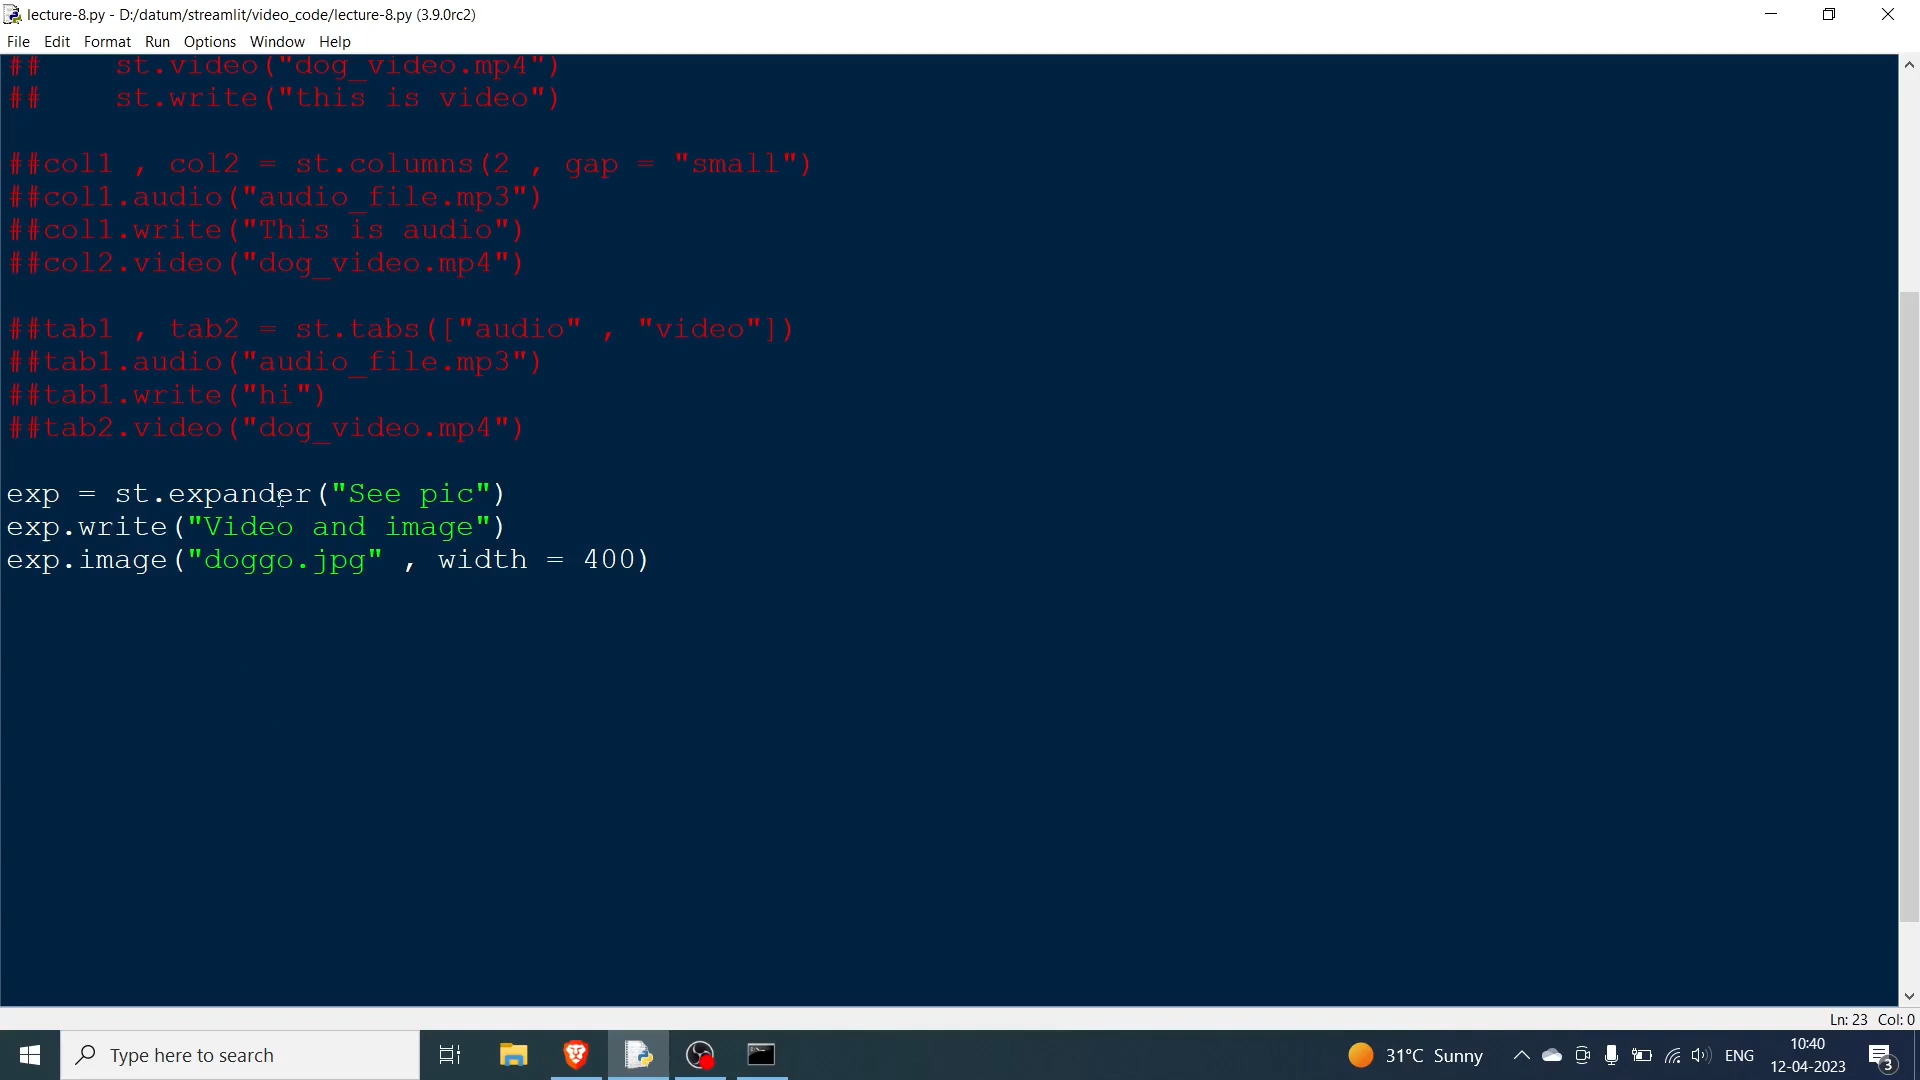 lecture-8.py - D:/datum/streamlit/video_code/lecture-8.py (3.9.0rc2)
File Edit Format Run Options Window Help
##    st.video("dog_video.mp4")
##    st.write("this is video")
##col1 , col2 = st.columns(2 , gap = "small")
##col1.audio("audio_file.mp3")
##col1.write("This is audio")
##col2.video("dog_video.mp4")
##tab1 , tab2 = st.tabs(["audio" , "video"])
##tab1.audio("audio_file.mp3")
##tab1.write("hi")
##tab2.video("dog_video.mp4")
exp = st.expander("See pic")
exp.write("Video and image")
exp.image("doggo.jpg" , width = 400)
Ln: 23 Col: 0
Type here to search
31°C Sunny
ENG
10:40
12-04-2023
3